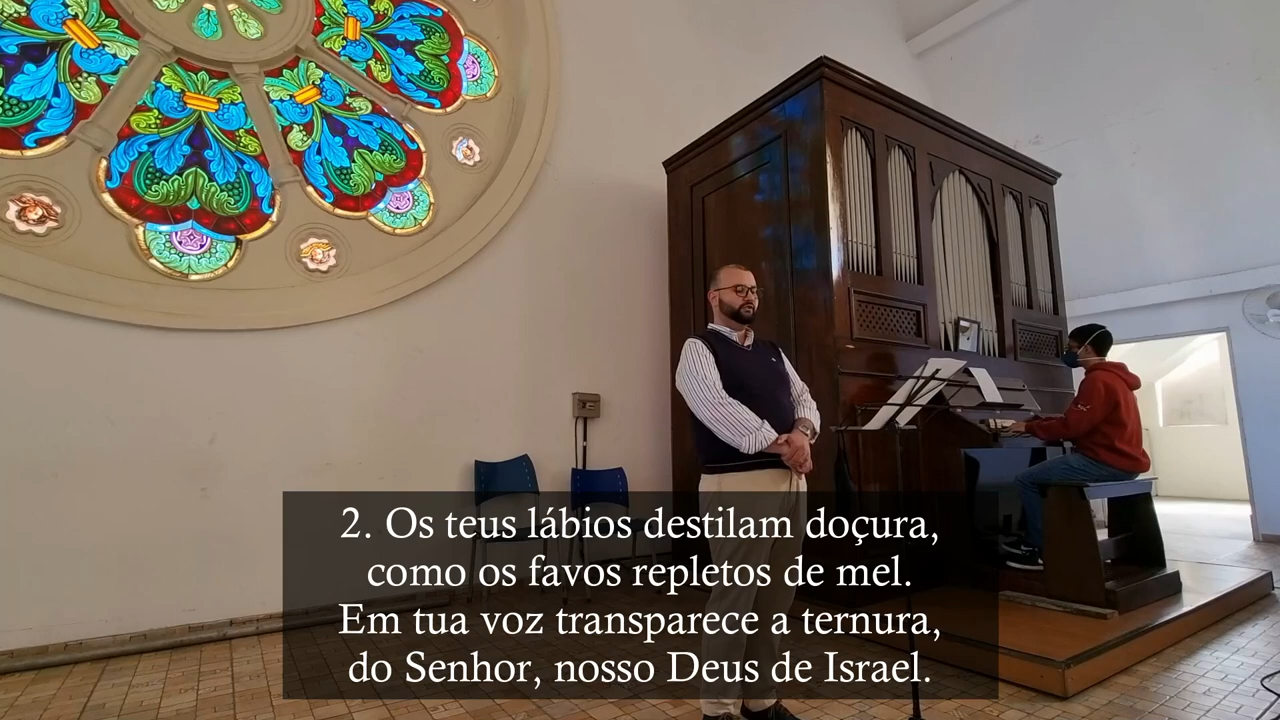 2. Os teus lábios destilam doçura,
como os favos repletos de mel.
Em tua voz transparece a ternura,
do Senhor, nosso Deus de Israel.